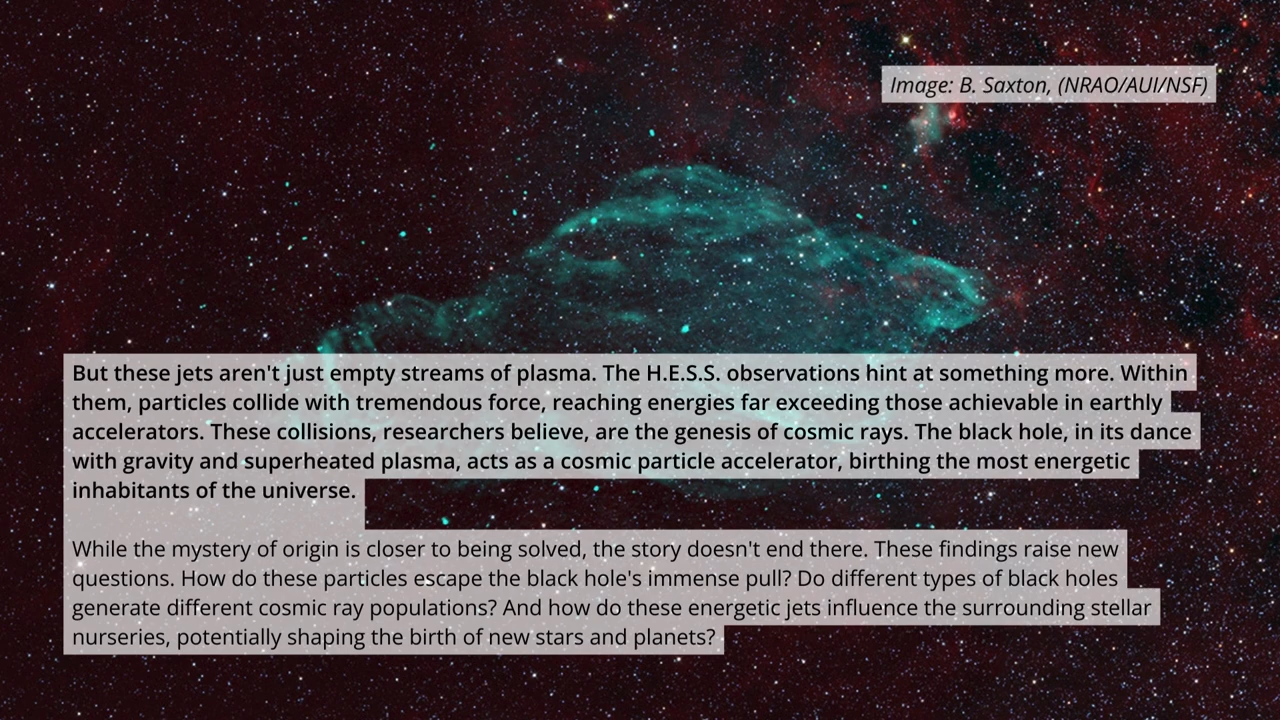 Image: B. Saxton, (NRAO/AUI/NSF)
But these jets aren't just empty streams of plasma. The H.E.S.S. observations hint at something more. Within
them, particles collide with tremendous force, reaching energies far exceeding those achievable in earthly
accelerators. These collisions, researchers believe, are the genesis of cosmic rays. The black hole, in its dance
with gravity and superheated plasma, acts as a cosmic particle accelerator, birthing the most energetic
inhabitants of the universe.
While the mystery of origin is closer to being solved, the story doesn't end there. These findings raise new
questions. How do these particles escape the black hole's immense pull? Do different types of black holes
generate different cosmic ray populations? And how do these energetic jets influence the surrounding stellar
nurseries, potentially shaping the birth of new stars and planets?